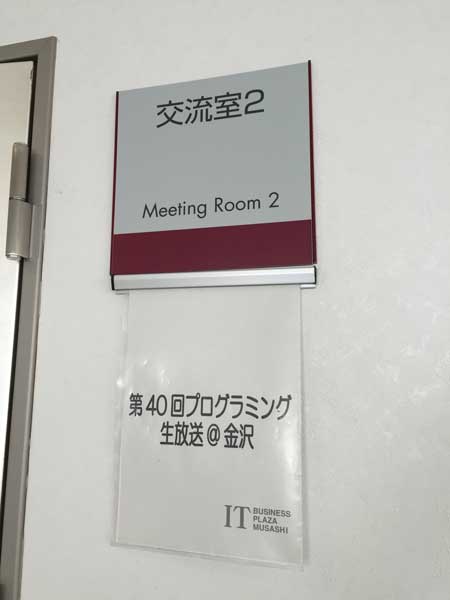 交流室2
Meeting Room 2
第40回プログラミング
生放送@金沢
IT BUSINESS
PLAZA
MUSASHI